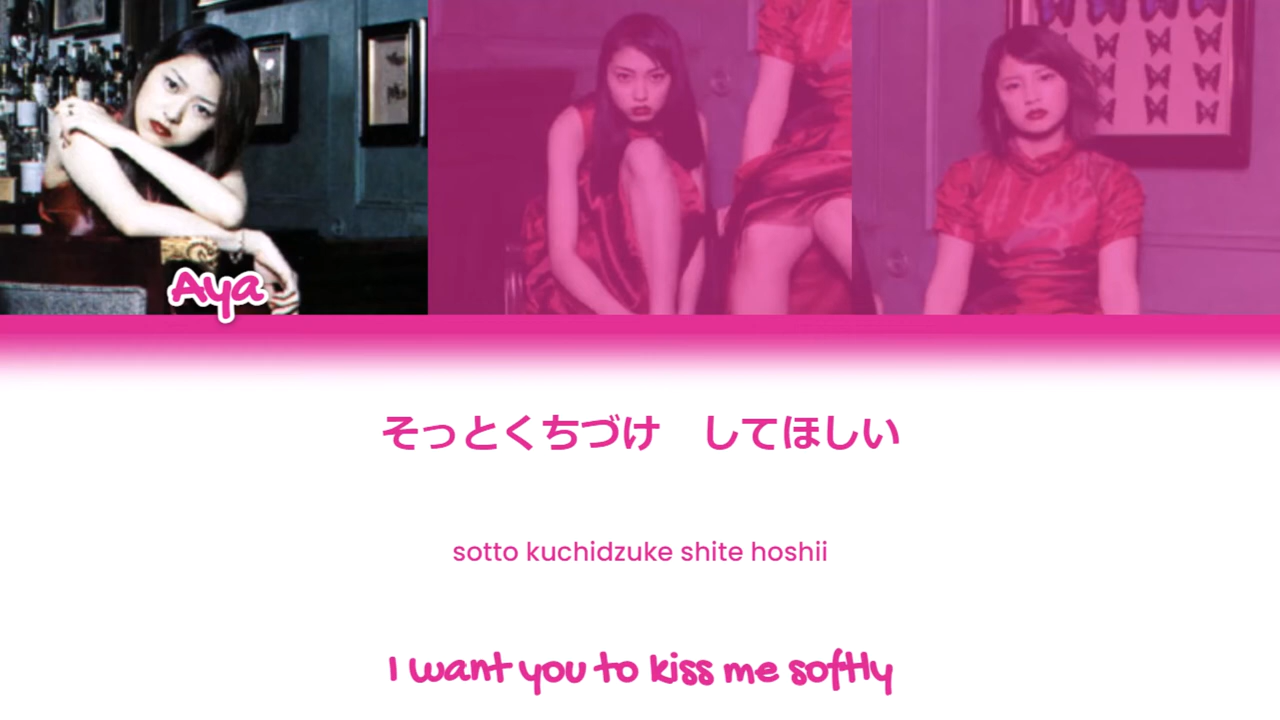 Aya
そっとくちづけ　してほしい
sotto kuchidzuke shite hoshii
I want you to kiss me softly